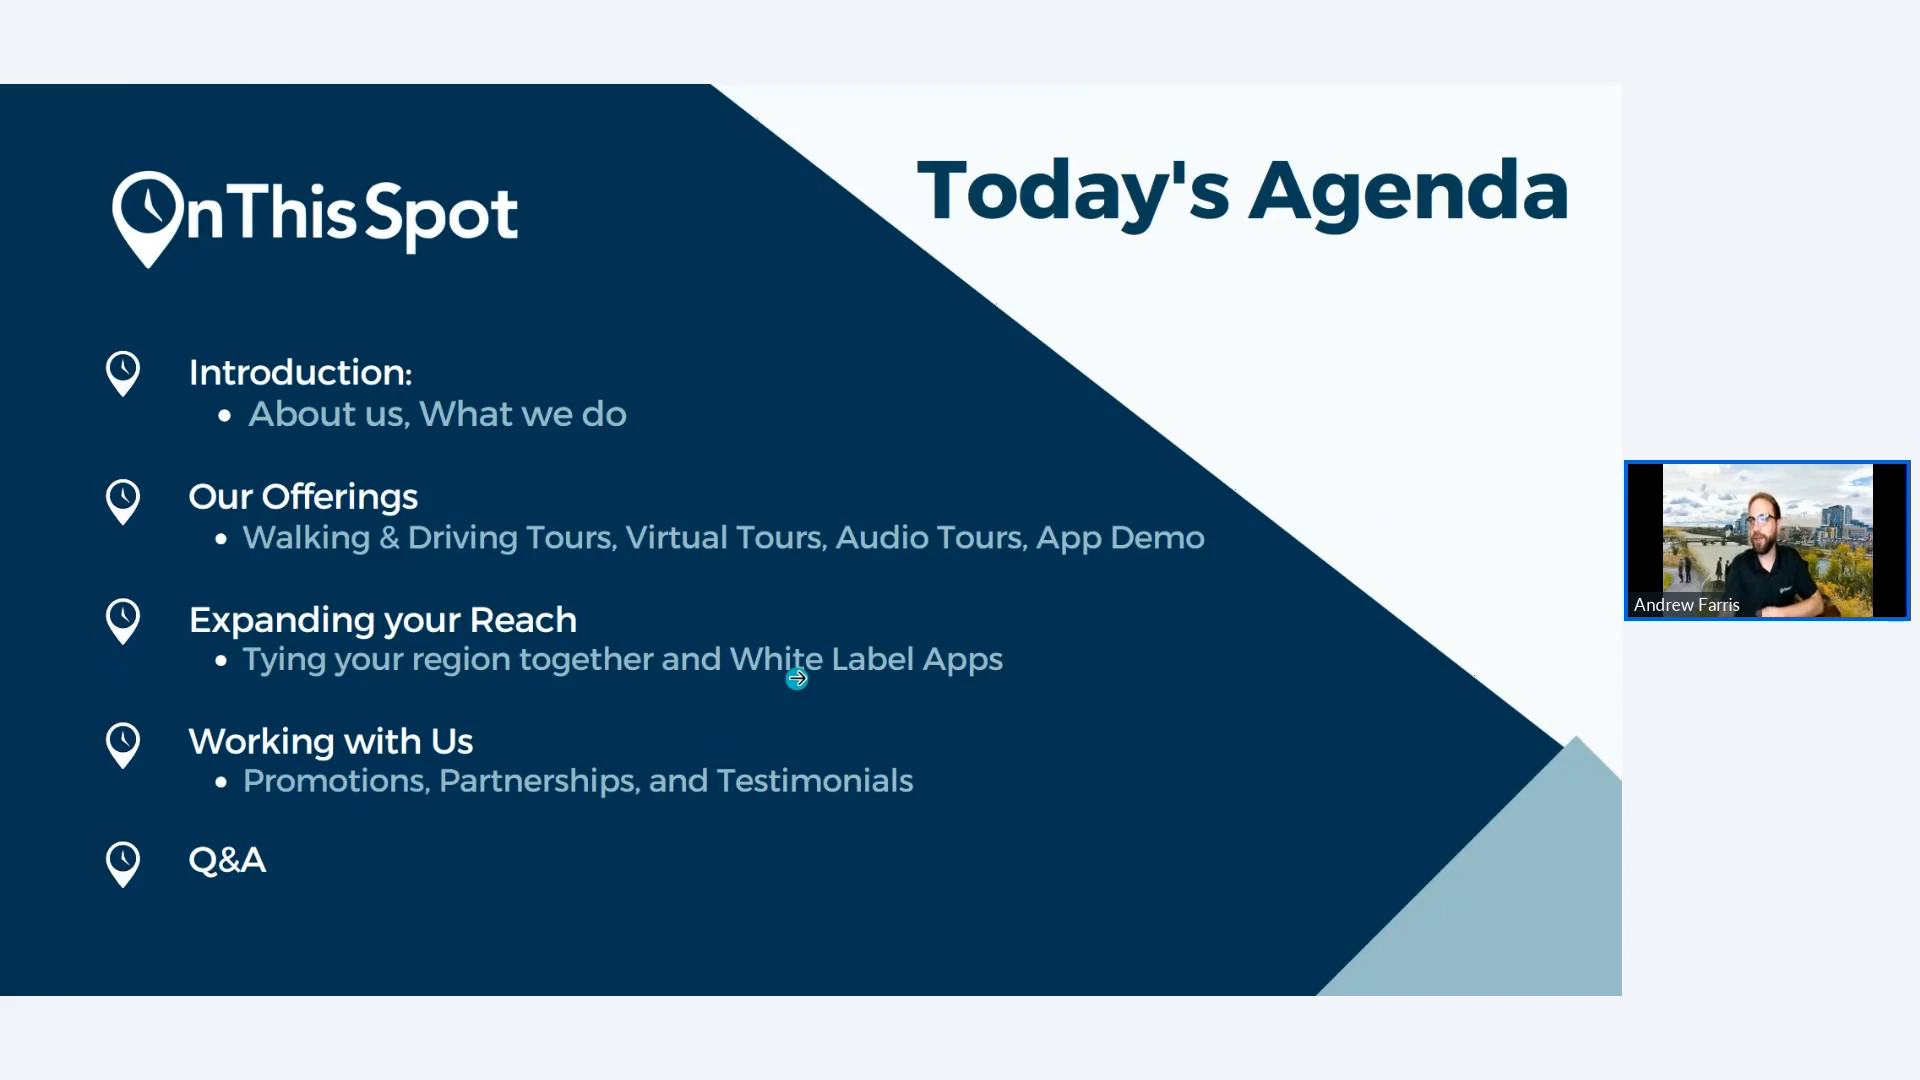 OnThisSpot
Today's Agenda
Introduction:
About us, What we do
Our Offerings
Walking & Driving Tours, Virtual Tours, Audio Tours, App Demo
Expanding your Reach
Tying your region together and White Label Apps
Working with Us
Promotions, Partnerships, and Testimonials
Q&A
Andrew Farris